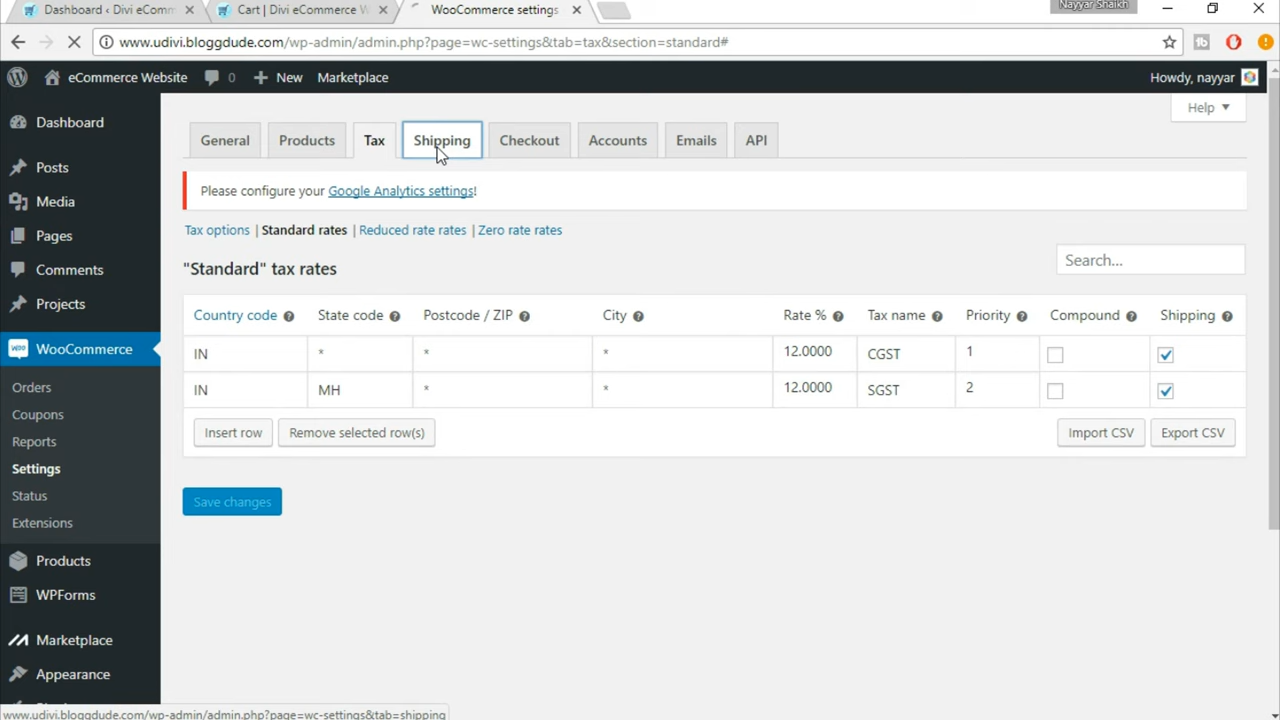 Dashboard ‹ Divi eComm
Cart | Divi eCommerce W
WooCommerce settings
Nayyar Shaikh
www.udivi.bloggdude.com/wp-admin/admin.php?page=wc-settings&tab=tax&section=standard#
eCommerce Website 0 New Marketplace Howdy, nayyar
Help
Dashboard
Posts
Media
Pages
Comments
Projects
WooCommerce
Orders
Coupons
Reports
Settings
Status
Extensions
Products
WPForms
Marketplace
Appearance
General Products Tax Shipping Checkout Accounts Emails API
Please configure your Google Analytics settings!
Tax options | Standard rates | Reduced rate rates | Zero rate rates
"Standard" tax rates
Search...
Country code State code Postcode / ZIP City Rate % Tax name Priority Compound Shipping
IN * * * 12.0000 CGST 1
IN MH * * 12.0000 SGST 2
Insert row Remove selected row(s) Import CSV Export CSV
Save changes
www.udivi.bloggdude.com/wp-admin/admin.php?page=wc-settings&tab=shipping